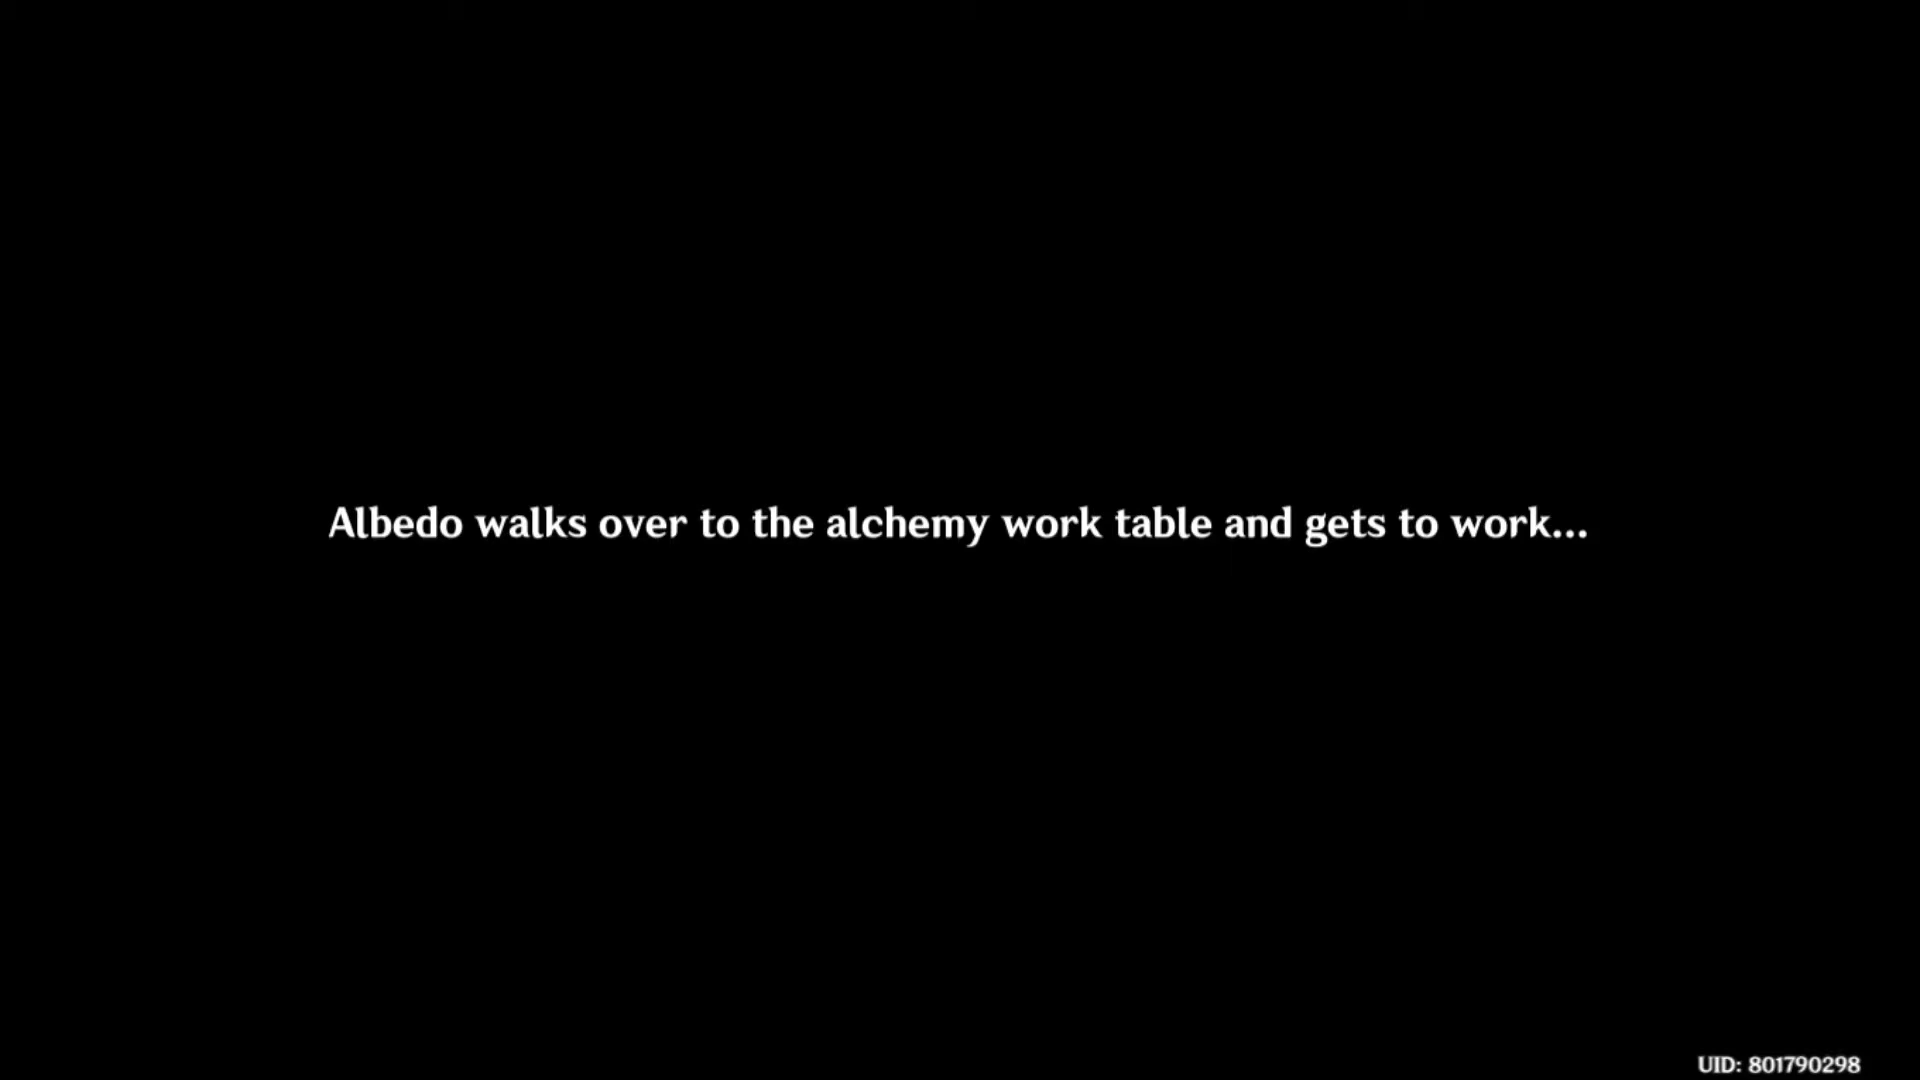 Albedo walks over to the alchemy work table and gets to work...
UID: 801790298